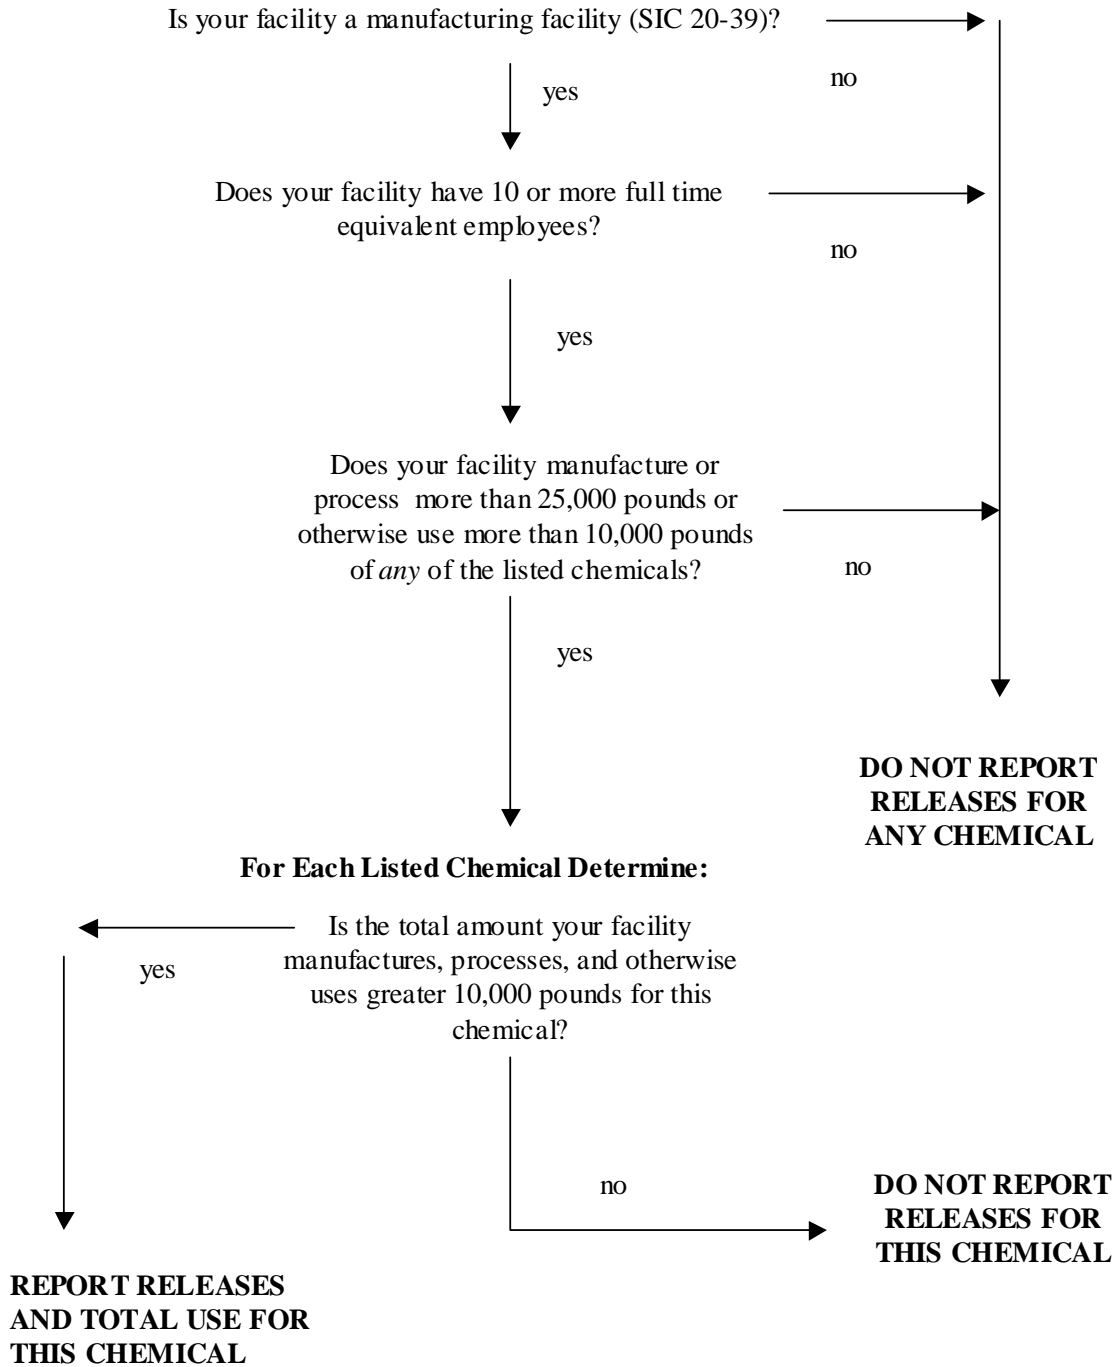 Is your facility a manufacturing facility (SIC 20-39)?
no
yes
Does your facility have 10 or more full time
equivalent employees?
no
yes
Does your facility manufacture or
process more than 25,000 pounds or
otherwise use more than 10,000 pounds
of any of the listed chemicals?
no
yes
DO NOT REPORT
RELEASES FOR
ANY CHEMICAL
For Each Listed Chemical Determine:
Is the total amount your facility
manufactures, processes, and otherwise
uses greater 10,000 pounds for this
chemical?
yes
no
DO NOT REPORT
RELEASES FOR
THIS CHEMICAL
REPORT RELEASES
AND TOTAL USE FOR
THIS CHEMICAL